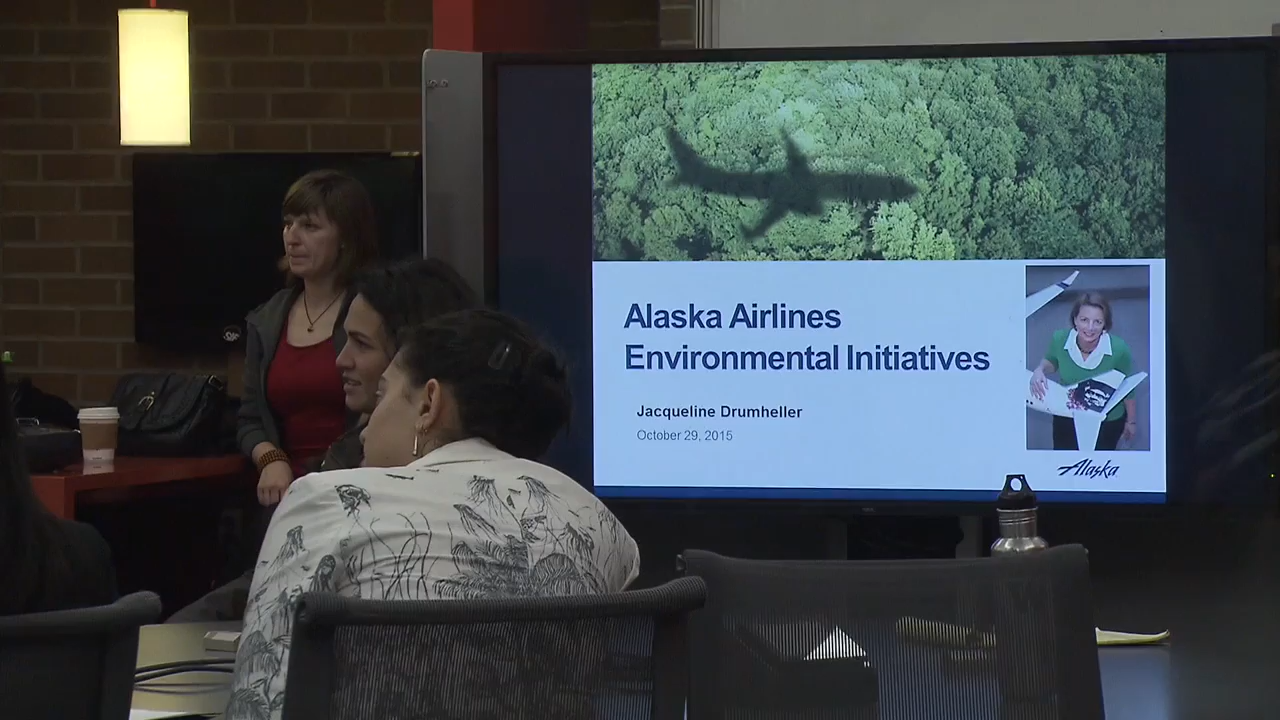 Alaska Airlines
Environmental Initiatives
Jacqueline Drumheller
October 29, 2015
Alaska